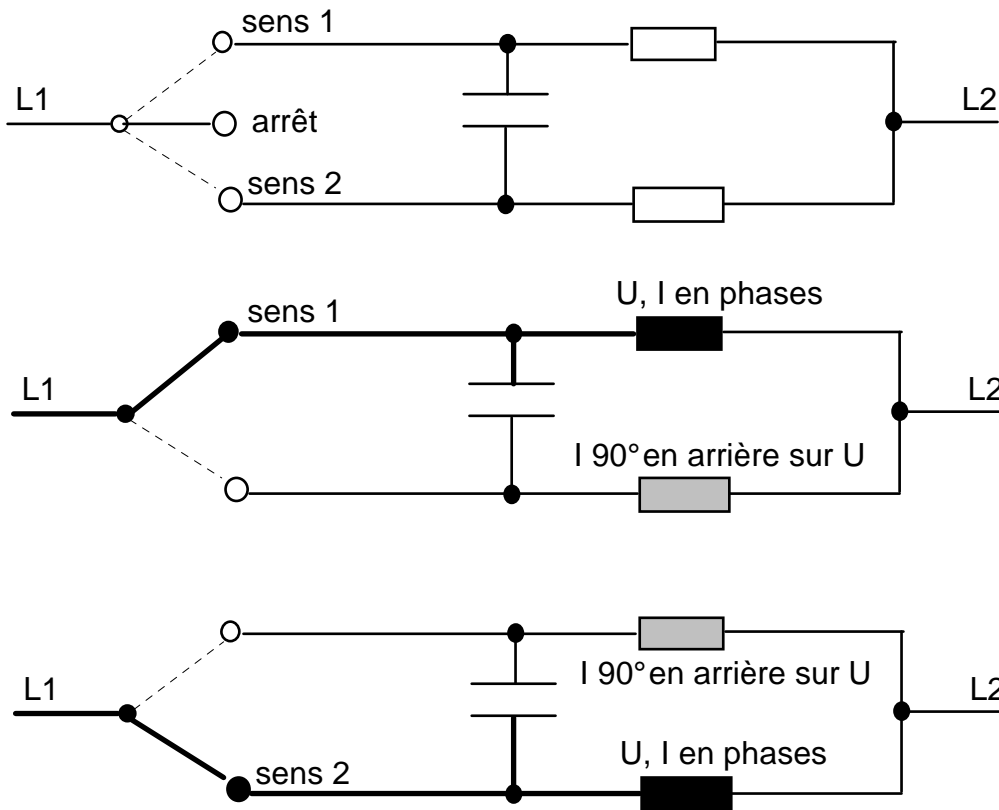 sens 1
L1
arrêt
L2
sens 2
U, I en phases
sens 1
L1
L2
I 90° en arrière sur U
I 90° en arrière sur U
L1
L2
U, I en phases
sens 2